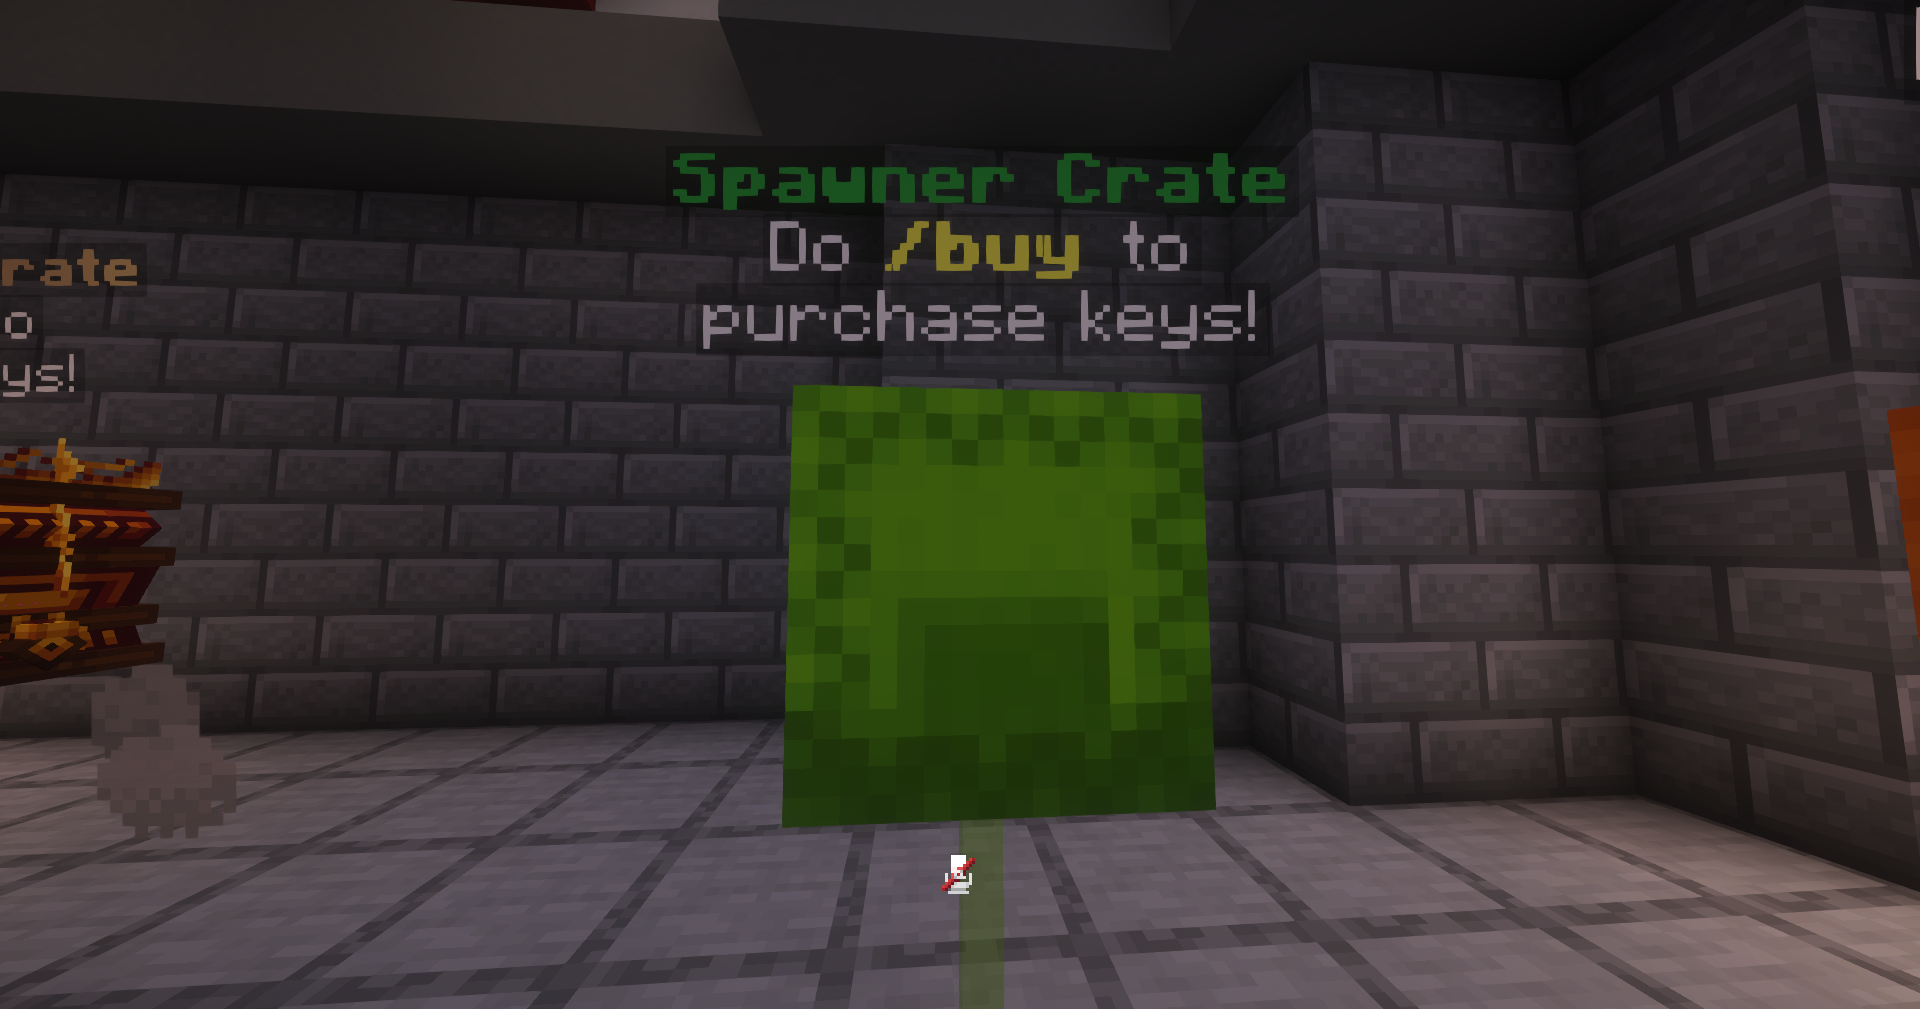 Spawner Crate
Do /buy to
purchase keys!
rate
o
ys!